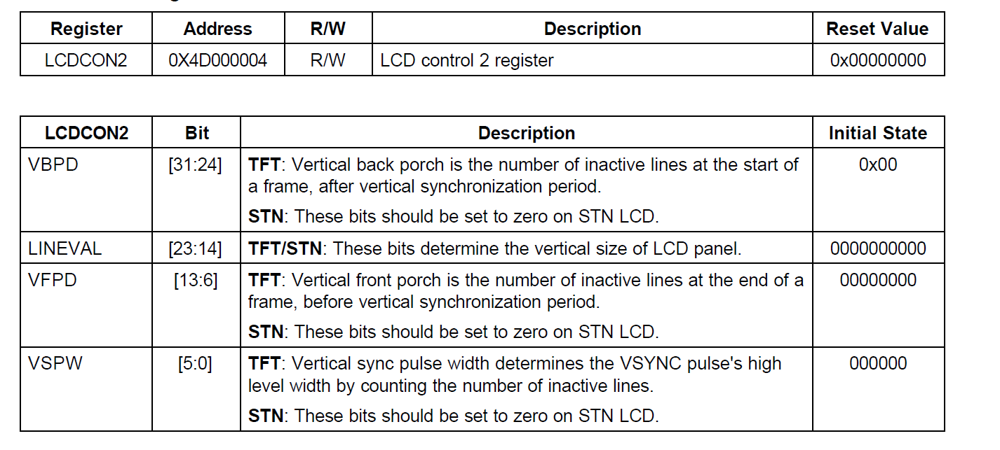 Register Address R/W Description Reset Value
LCDCON2 0X4D000004 R/W LCD control 2 register 0x00000000
LCDCON2 Bit Description Initial State
VBPD [31:24] TFT: Vertical back porch is the number of inactive lines at the start of 0x00
a frame, after vertical synchronization period.
STN: These bits should be set to zero on STN LCD.
LINEVAL [23:14] TFT/STN: These bits determine the vertical size of LCD panel. 0000000000
VFPD [13:6] TFT: Vertical front porch is the number of inactive lines at the end of a 00000000
frame, before vertical synchronization period.
STN: These bits should be set to zero on STN LCD.
VSPW [5:0] TFT: Vertical sync pulse width determines the VSYNC pulse's high 000000
level width by counting the number of inactive lines.
STN: These bits should be set to zero on STN LCD.